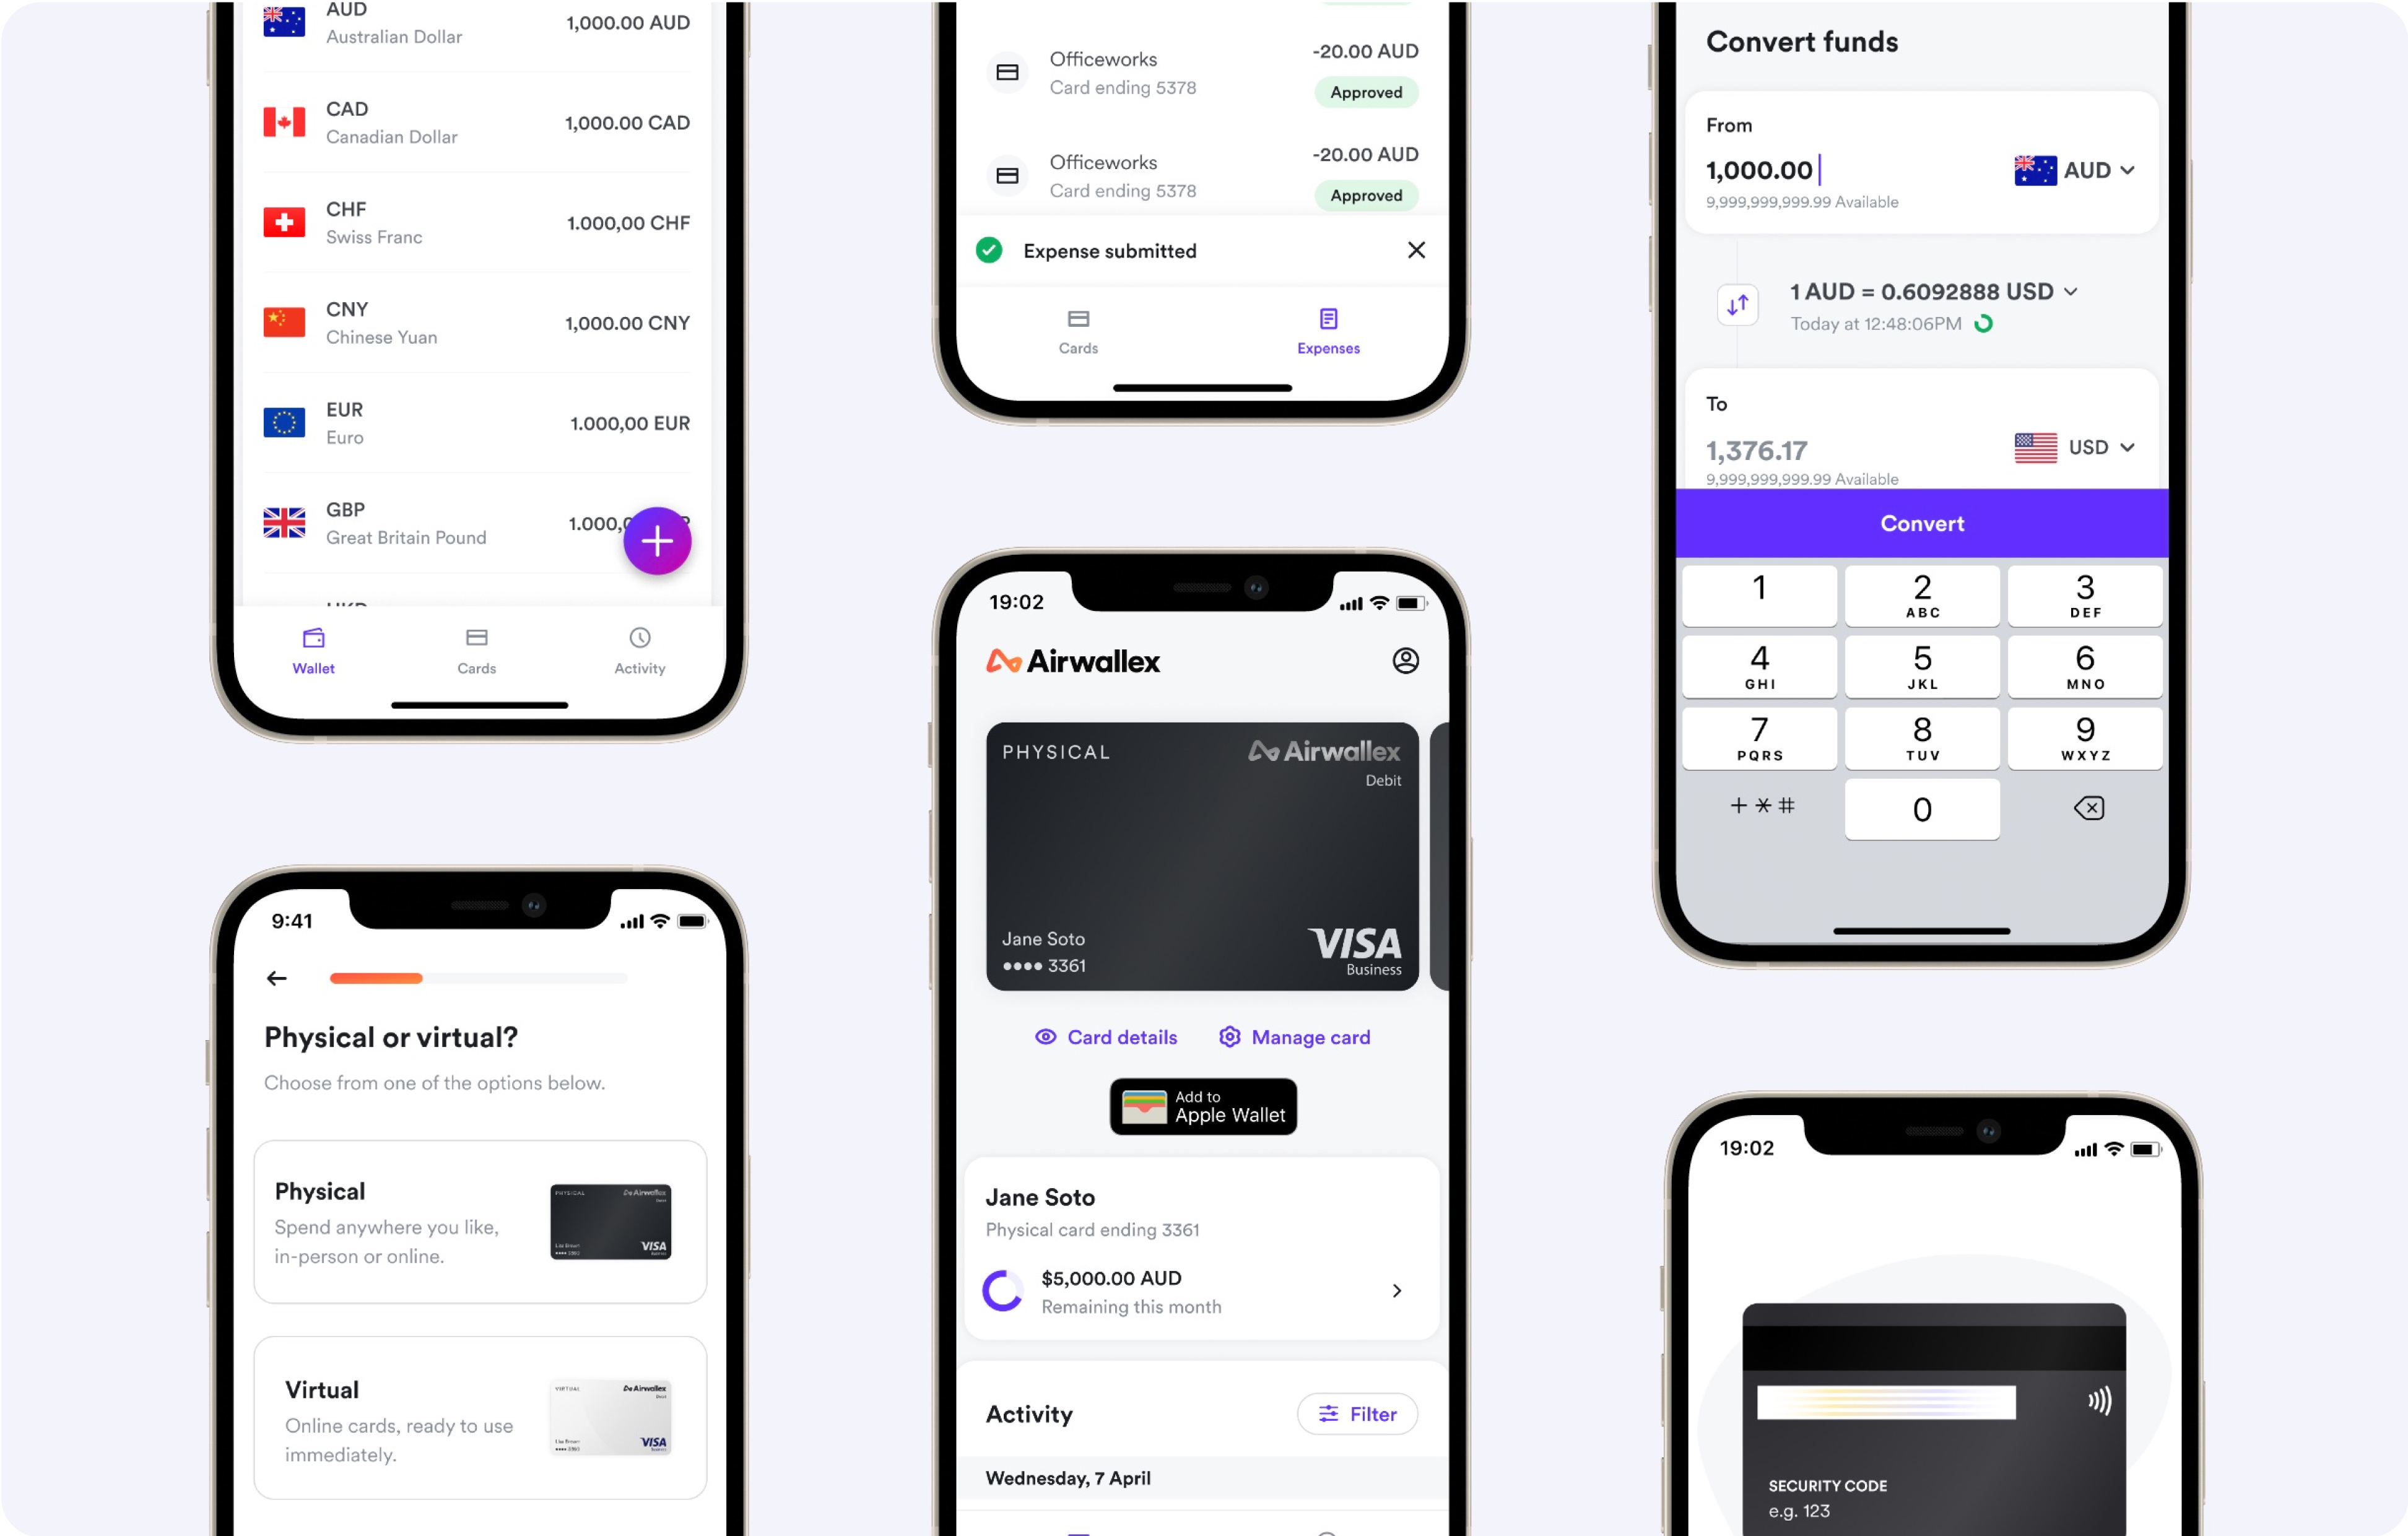 AUD
Australian Dollar
1,000.00 AUD
CAD
Canadian Dollar
1,000.00 CAD
CHF
Swiss Franc
1.000,00 CHF
CNY
Chinese Yuan
1,000.00 CNY
EUR
Euro
1.000,00 EUR
GBP
Great Britain Pound
Wallet
Cards
Activity
9:41
Physical or virtual?
Choose from one of the options below.
Physical
Spend anywhere you like,
in-person or online.
PHYSICAL
Airwallex
Debit
VISA
Virtual
Online cards, ready to use
immediately.
VIRTUAL
Airwallex
Debit
VISA
Officeworks
Card ending 5378
-20.00 AUD
Approved
Officeworks
Card ending 5378
-20.00 AUD
Approved
Expense submitted
Cards
Expenses
19:02
Airwallex
PHYSICAL
Airwallex
Debit
Jane Soto
•••• 3361
VISA
Business
Card details
Manage card
Add to
Apple Wallet
Jane Soto
Physical card ending 3361
$5,000.00 AUD
Remaining this month
Activity
Filter
Wednesday, 7 April
Convert funds
From
1,000.00
AUD
9,999,999,999.99 Available
1 AUD = 0.6092888 USD
Today at 12:48:06PM
To
1,376.17
USD
9,999,999,999.99 Available
Convert
1
2
ABC
3
DEF
4
GHI
5
JKL
6
MNO
7
PQRS
8
TUV
9
WXYZ
+ * #
0
19:02
SECURITY CODE
e.g. 123